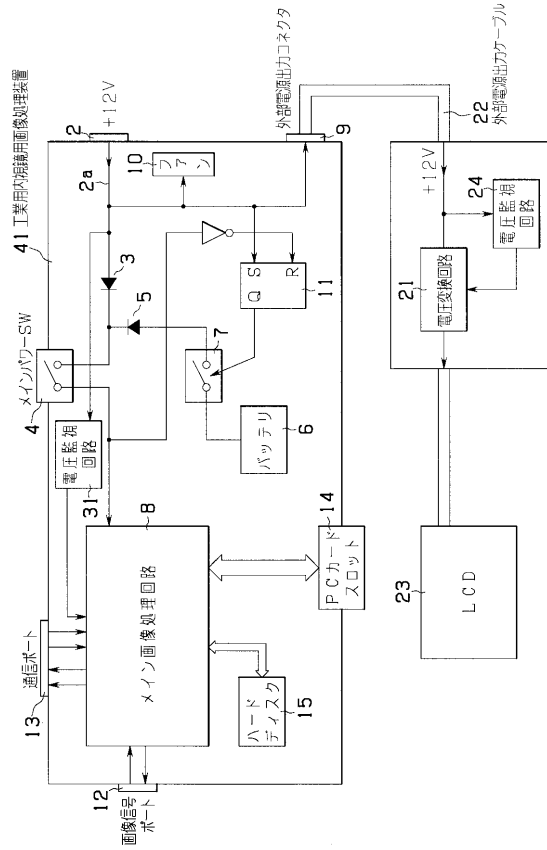 41 工業用内視鏡用画像処理装置
通信ポート
13
画像信号
ポート
12
メイン画像処理回路
8
電圧監視
回路
31
メインパワーSW
4
2
+12V
2a
3
5
10
ファン
7
Q S
R
11
バッテリ
6
ハード
ディスク
15
PCカード
スロット
14
外部電源出力コネクタ
9
22
外部電源出力ケーブル
+12V
21
電圧変換回路
24
電圧監視
回路
23
LCD